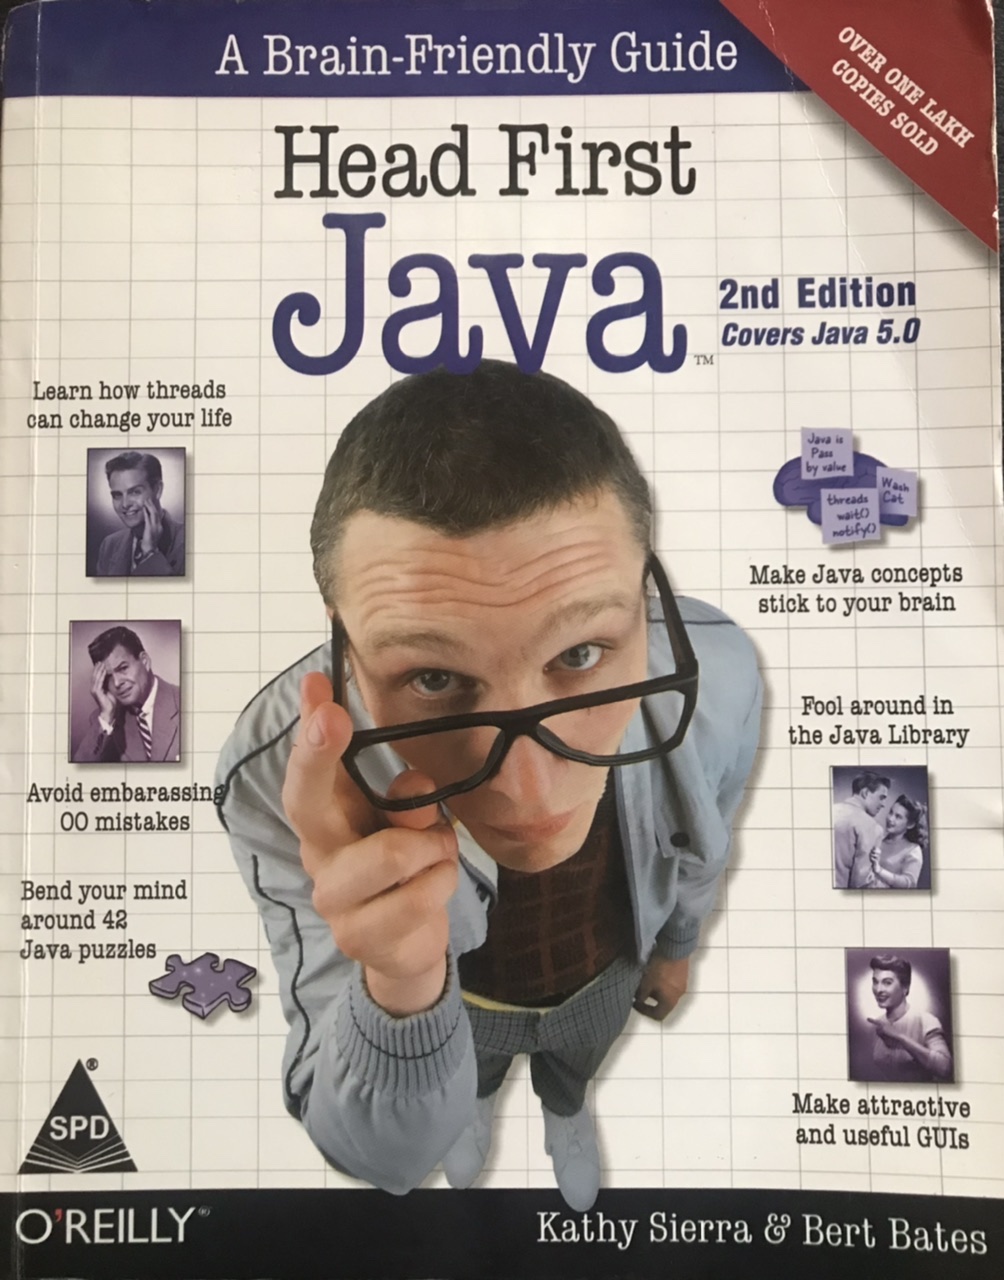 A Brain-Friendly Guide
OVER ONE LAKH
COPIES SOLD
Head First
Java™
2nd Edition
Covers Java 5.0
Learn how threads
can change your life
Java is
Pass
by value
Wash
Cat
threads
wait()
notify()
Make Java concepts
stick to your brain
Fool around in
the Java Library
Avoid embarassing
OO mistakes
Bend your mind
around 42
Java puzzles
Make attractive
and useful GUIs
SPD®
O'REILLY®
Kathy Sierra & Bert Bates